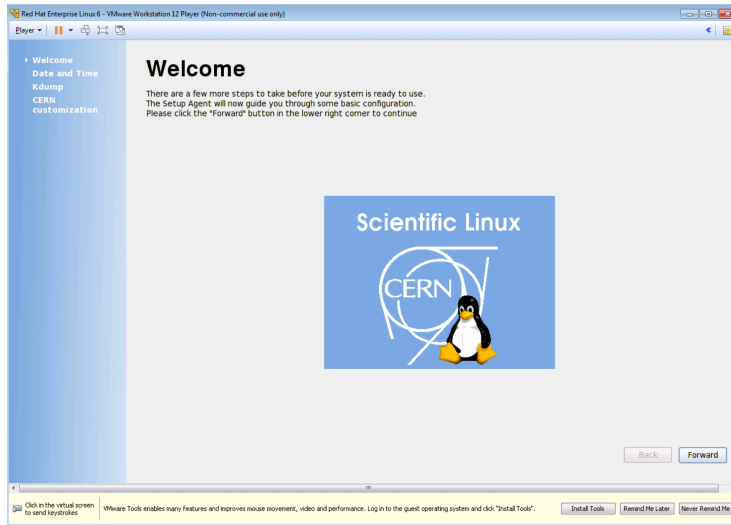 Red Hat Enterprise Linux 6 - VMware Workstation 12 Player (Non-commercial use only)
Player
Welcome
Date and Time
Kdump
CERN
customization
Welcome
There are a few more steps to take before your system is ready to use.
The Setup Agent will now guide you through some basic configuration.
Please click the "Forward" button in the lower right corner to continue
Scientific Linux
CERN
Back
Forward
Click in the virtual screen
to send keystrokes
VMware Tools enables many features and improves mouse movement, video and performance. Log in to the guest operating system and click "Install Tools".
Install Tools
Remind Me Later
Never Remind Me